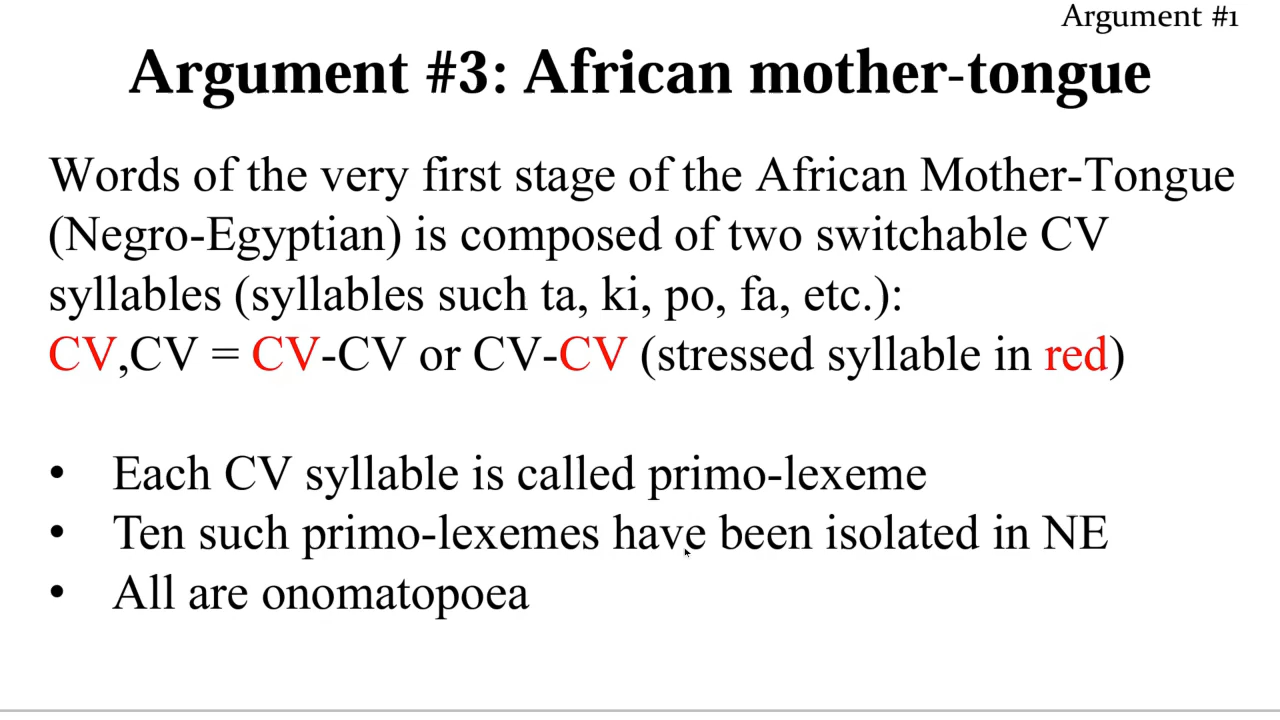 Argument #1
Argument #3: African mother-tongue
Words of the very first stage of the African Mother-Tongue
(Negro-Egyptian) is composed of two switchable CV
syllables (syllables such ta, ki, po, fa, etc.):
CV,CV = CV-CV or CV-CV (stressed syllable in red)
• Each CV syllable is called primo-lexeme
• Ten such primo-lexemes have been isolated in NE
• All are onomatopoea